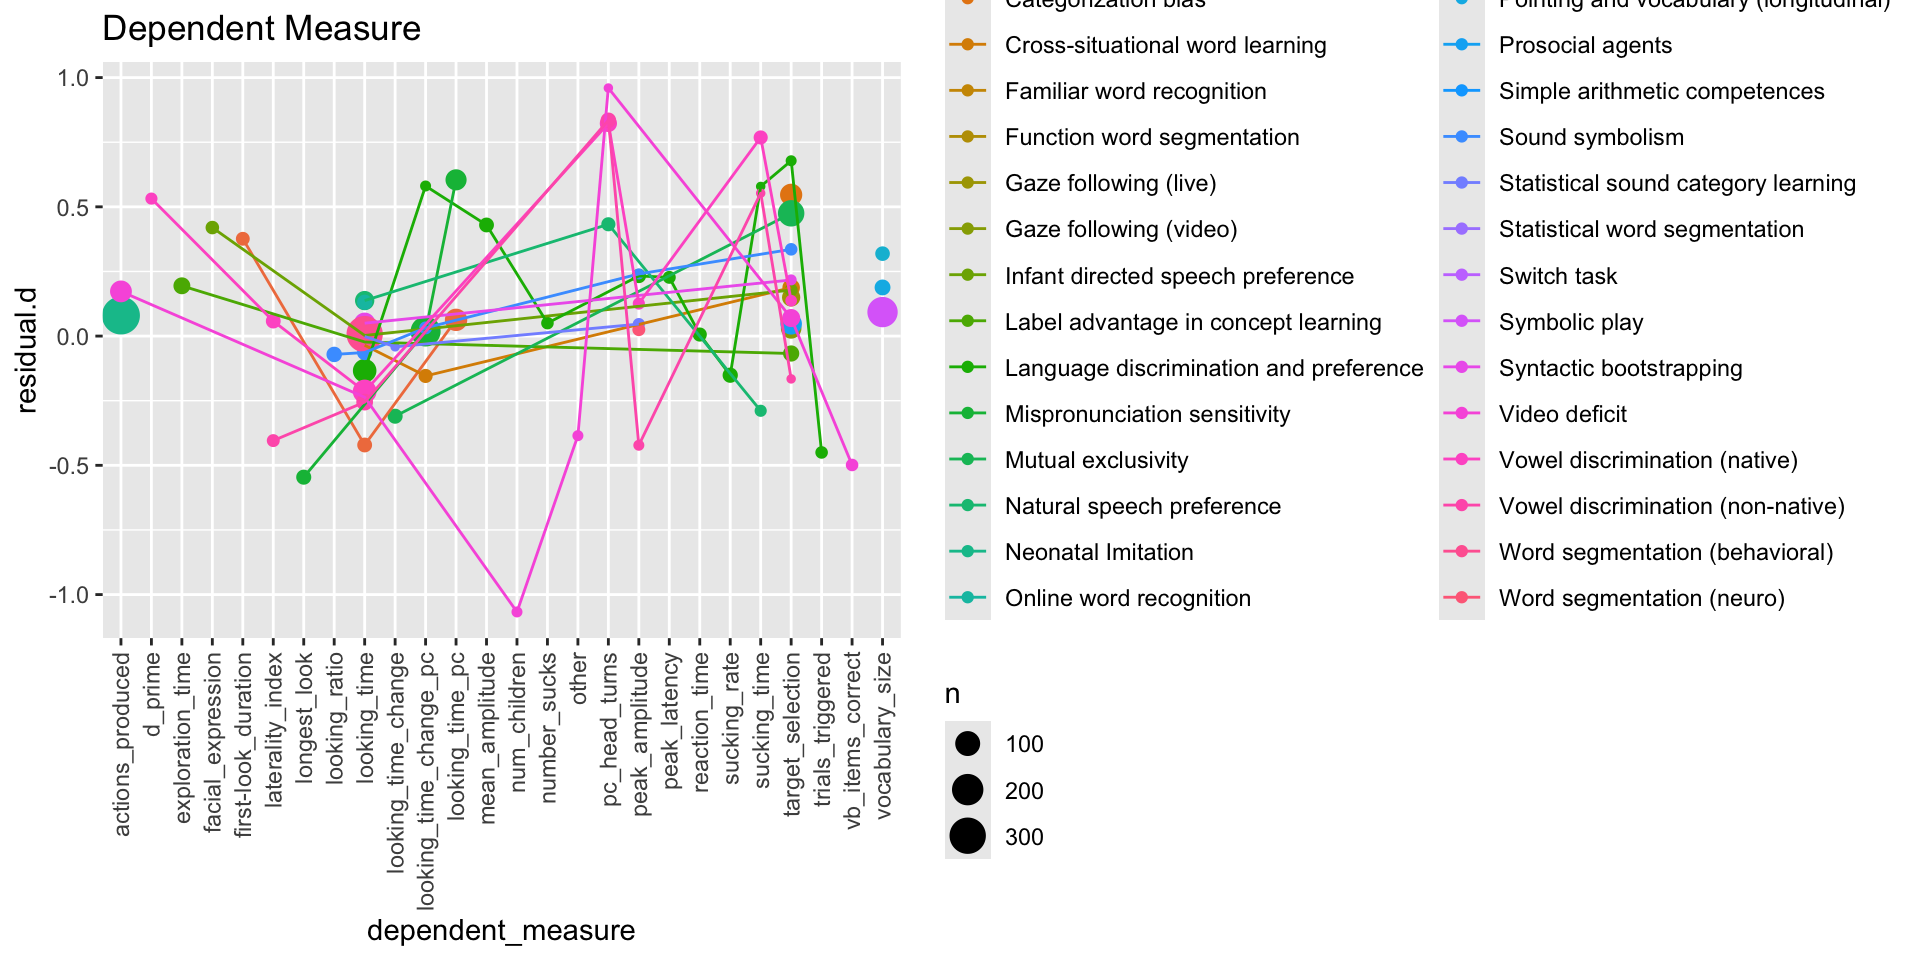 Dependent Measure
1.0
0.5
0.0
-0.5
-1.0
residual.d
actions_produced
d_prime
exploration_time
facial_expression
first-look_duration
laterality_index
longest_look
looking_ratio
looking_time
looking_time_change
looking_time_change_pc
looking_time_pc
mean_amplitude
num_children
number_sucks
other
pc_head_turns
peak_amplitude
peak_latency
reaction_time
sucking_rate
sucking_time
target_selection
trials_triggered
vb_items_correct
vocabulary_size
dependent_measure
Categorization bias
Cross-situational word learning
Familiar word recognition
Function word segmentation
Gaze following (live)
Gaze following (video)
Infant directed speech preference
Label advantage in concept learning
Language discrimination and preference
Mispronunciation sensitivity
Mutual exclusivity
Natural speech preference
Neonatal Imitation
Online word recognition
Pointing and vocabulary (longitudinal)
Prosocial agents
Simple arithmetic competences
Sound symbolism
Statistical sound category learning
Statistical word segmentation
Switch task
Symbolic play
Syntactic bootstrapping
Video deficit
Vowel discrimination (native)
Vowel discrimination (non-native)
Word segmentation (behavioral)
Word segmentation (neuro)
n
100
200
300